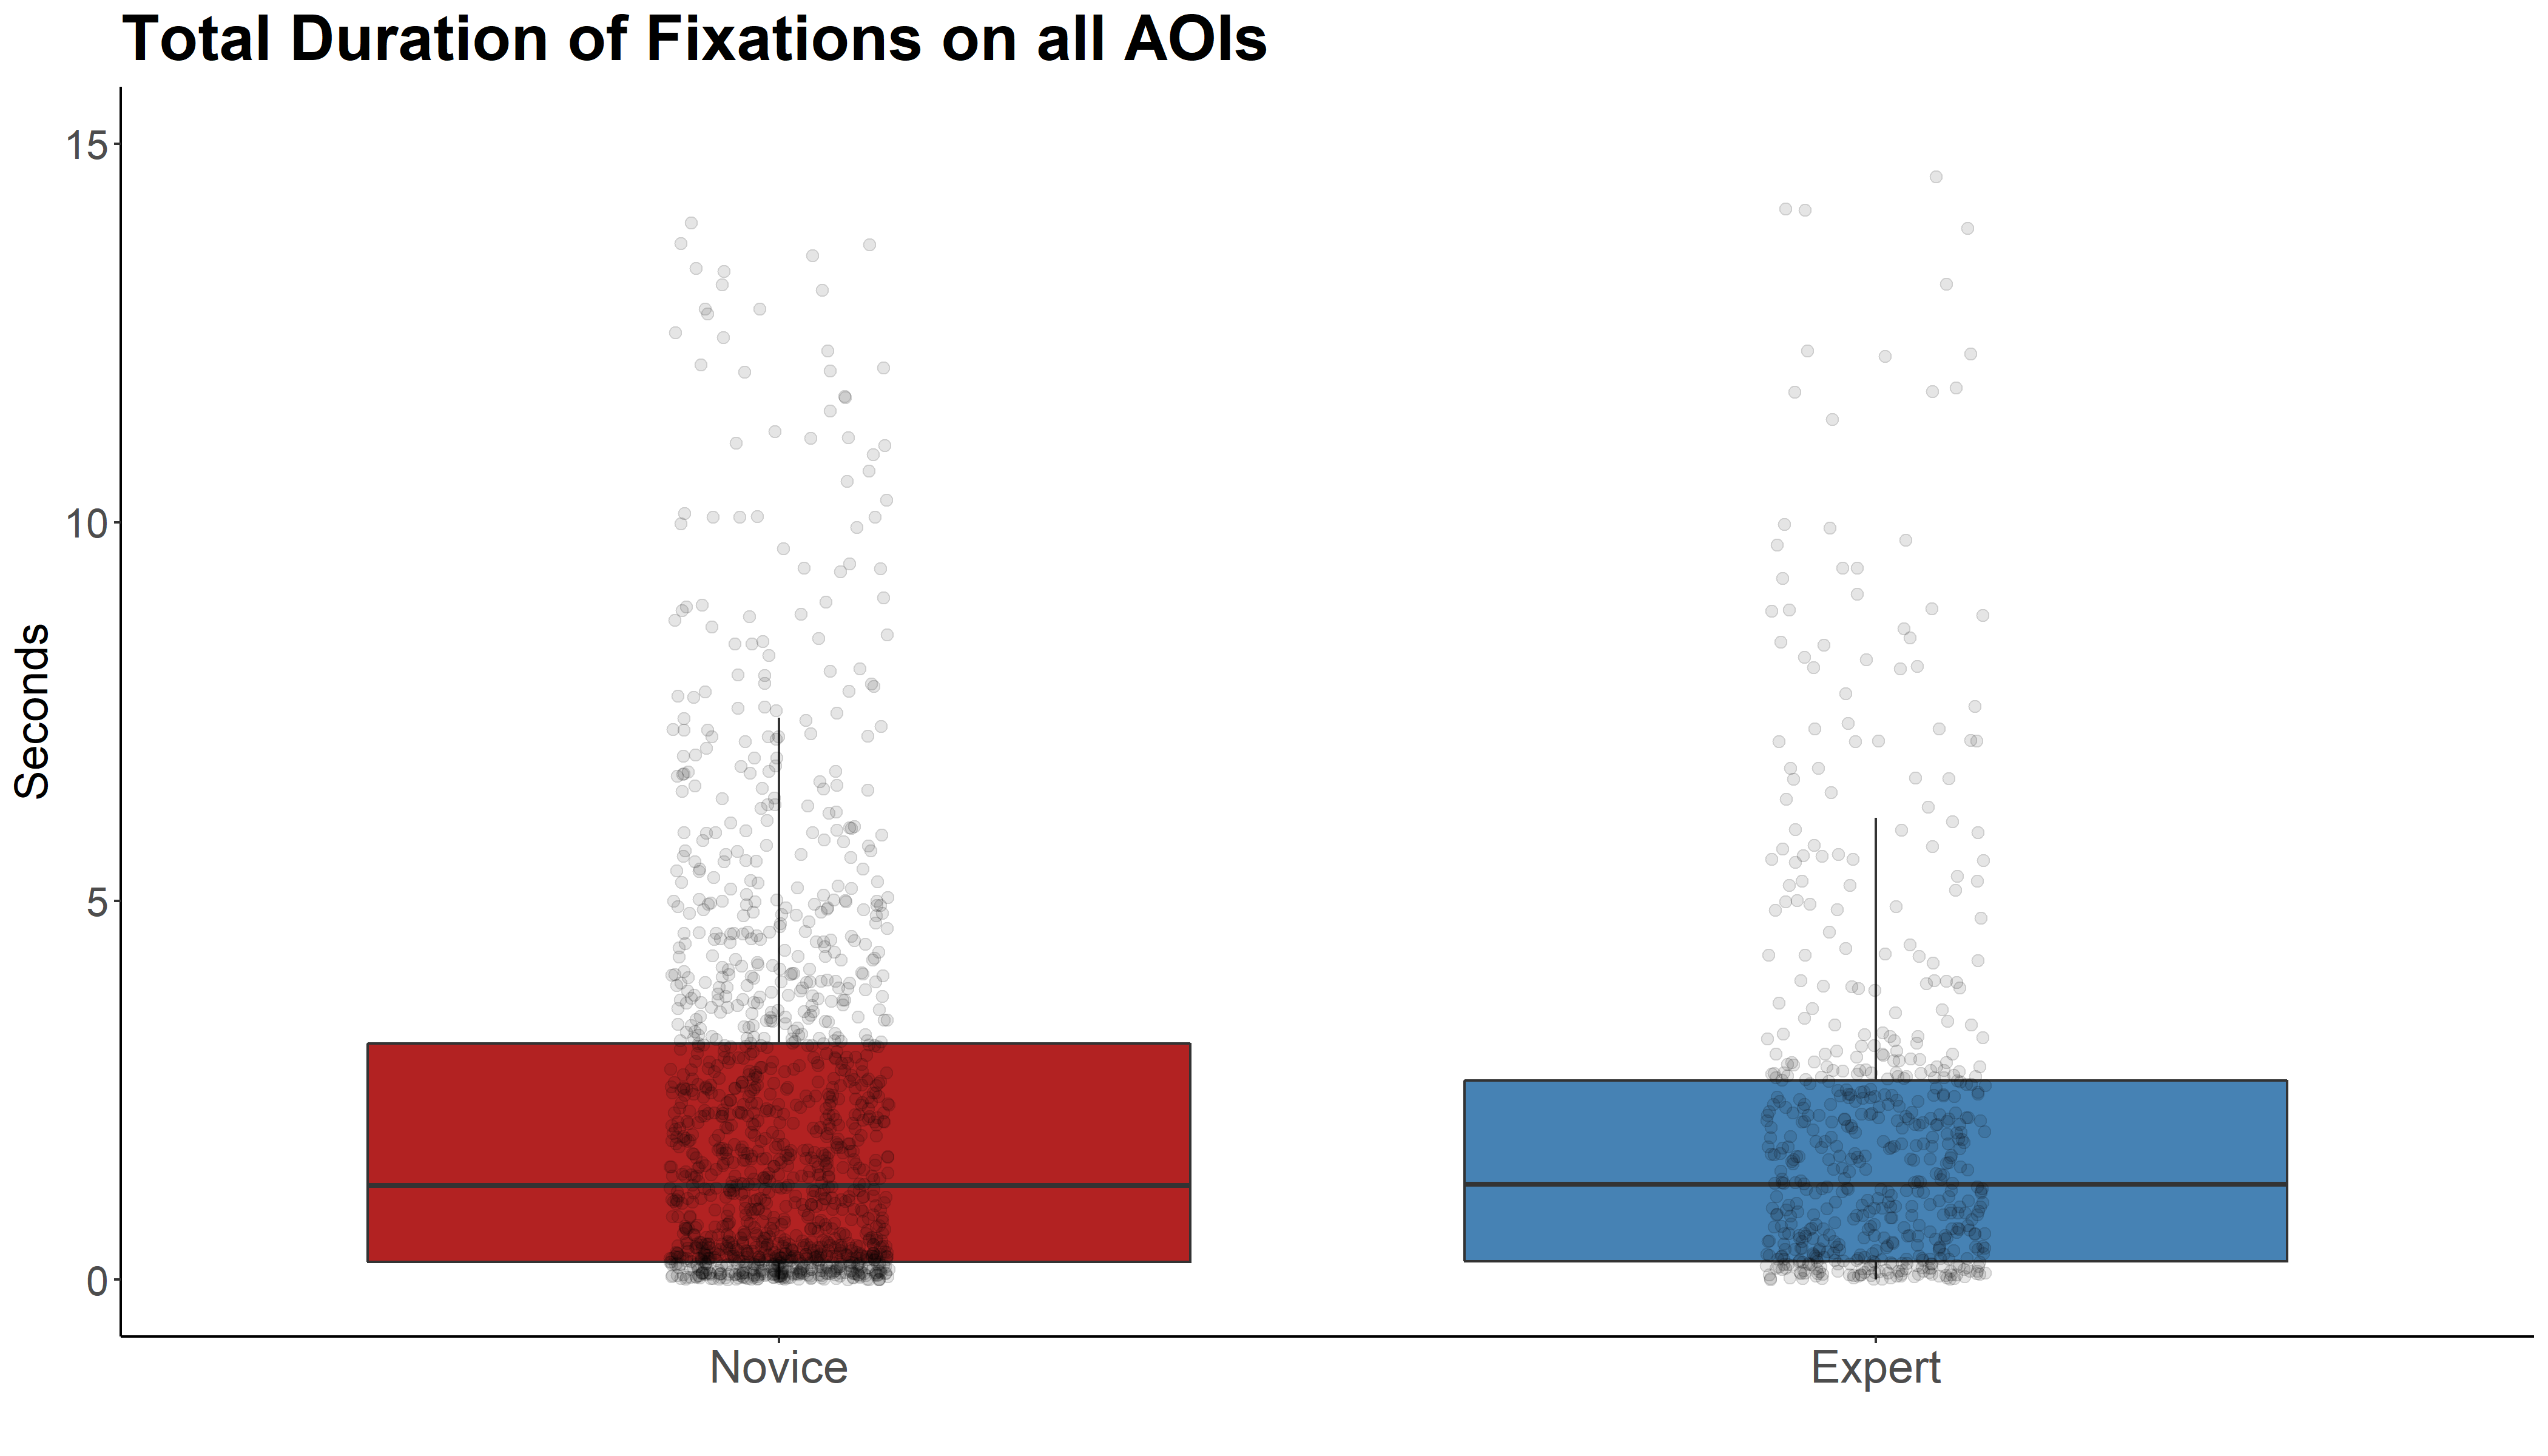 Total Duration of Fixations on all AOIs
15
10
5
0
Seconds
Novice
Expert